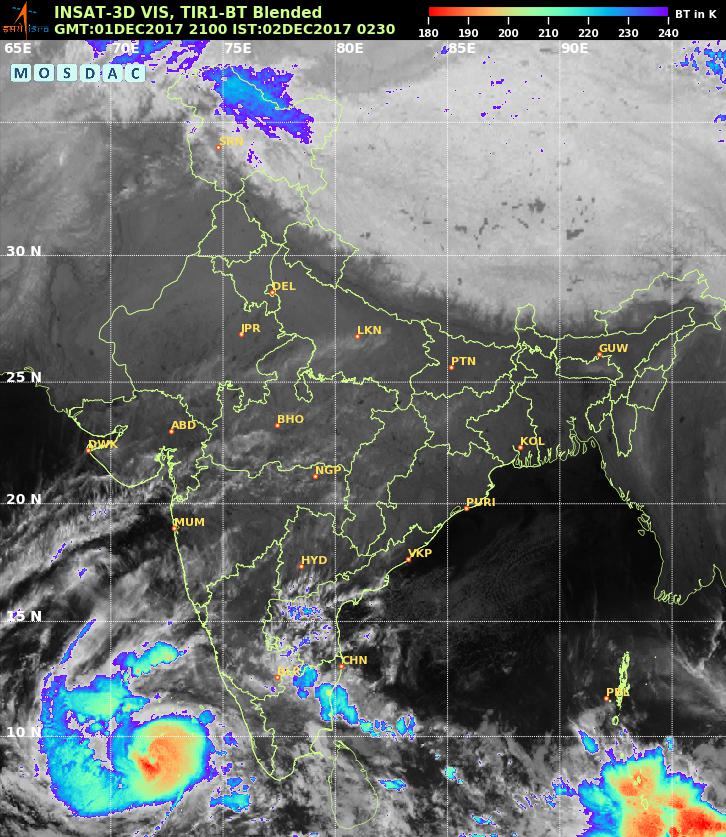 INSAT-3D VIS, TIR1-BT Blended
GMT:01DEC2017 2100 IST:02DEC2017 0230
BT in K
180 190 200 210 220 230 240
65E 70E 75E 80E 85E 90E
M O S D A C
SRN
30 N
DEL
JPR LKN
GUW
PTN
25 N
ABD BHO
DWK KOL
NGP
20 N PURI
MUM
HYD VKP
15 N
CHN
PBL
10 N